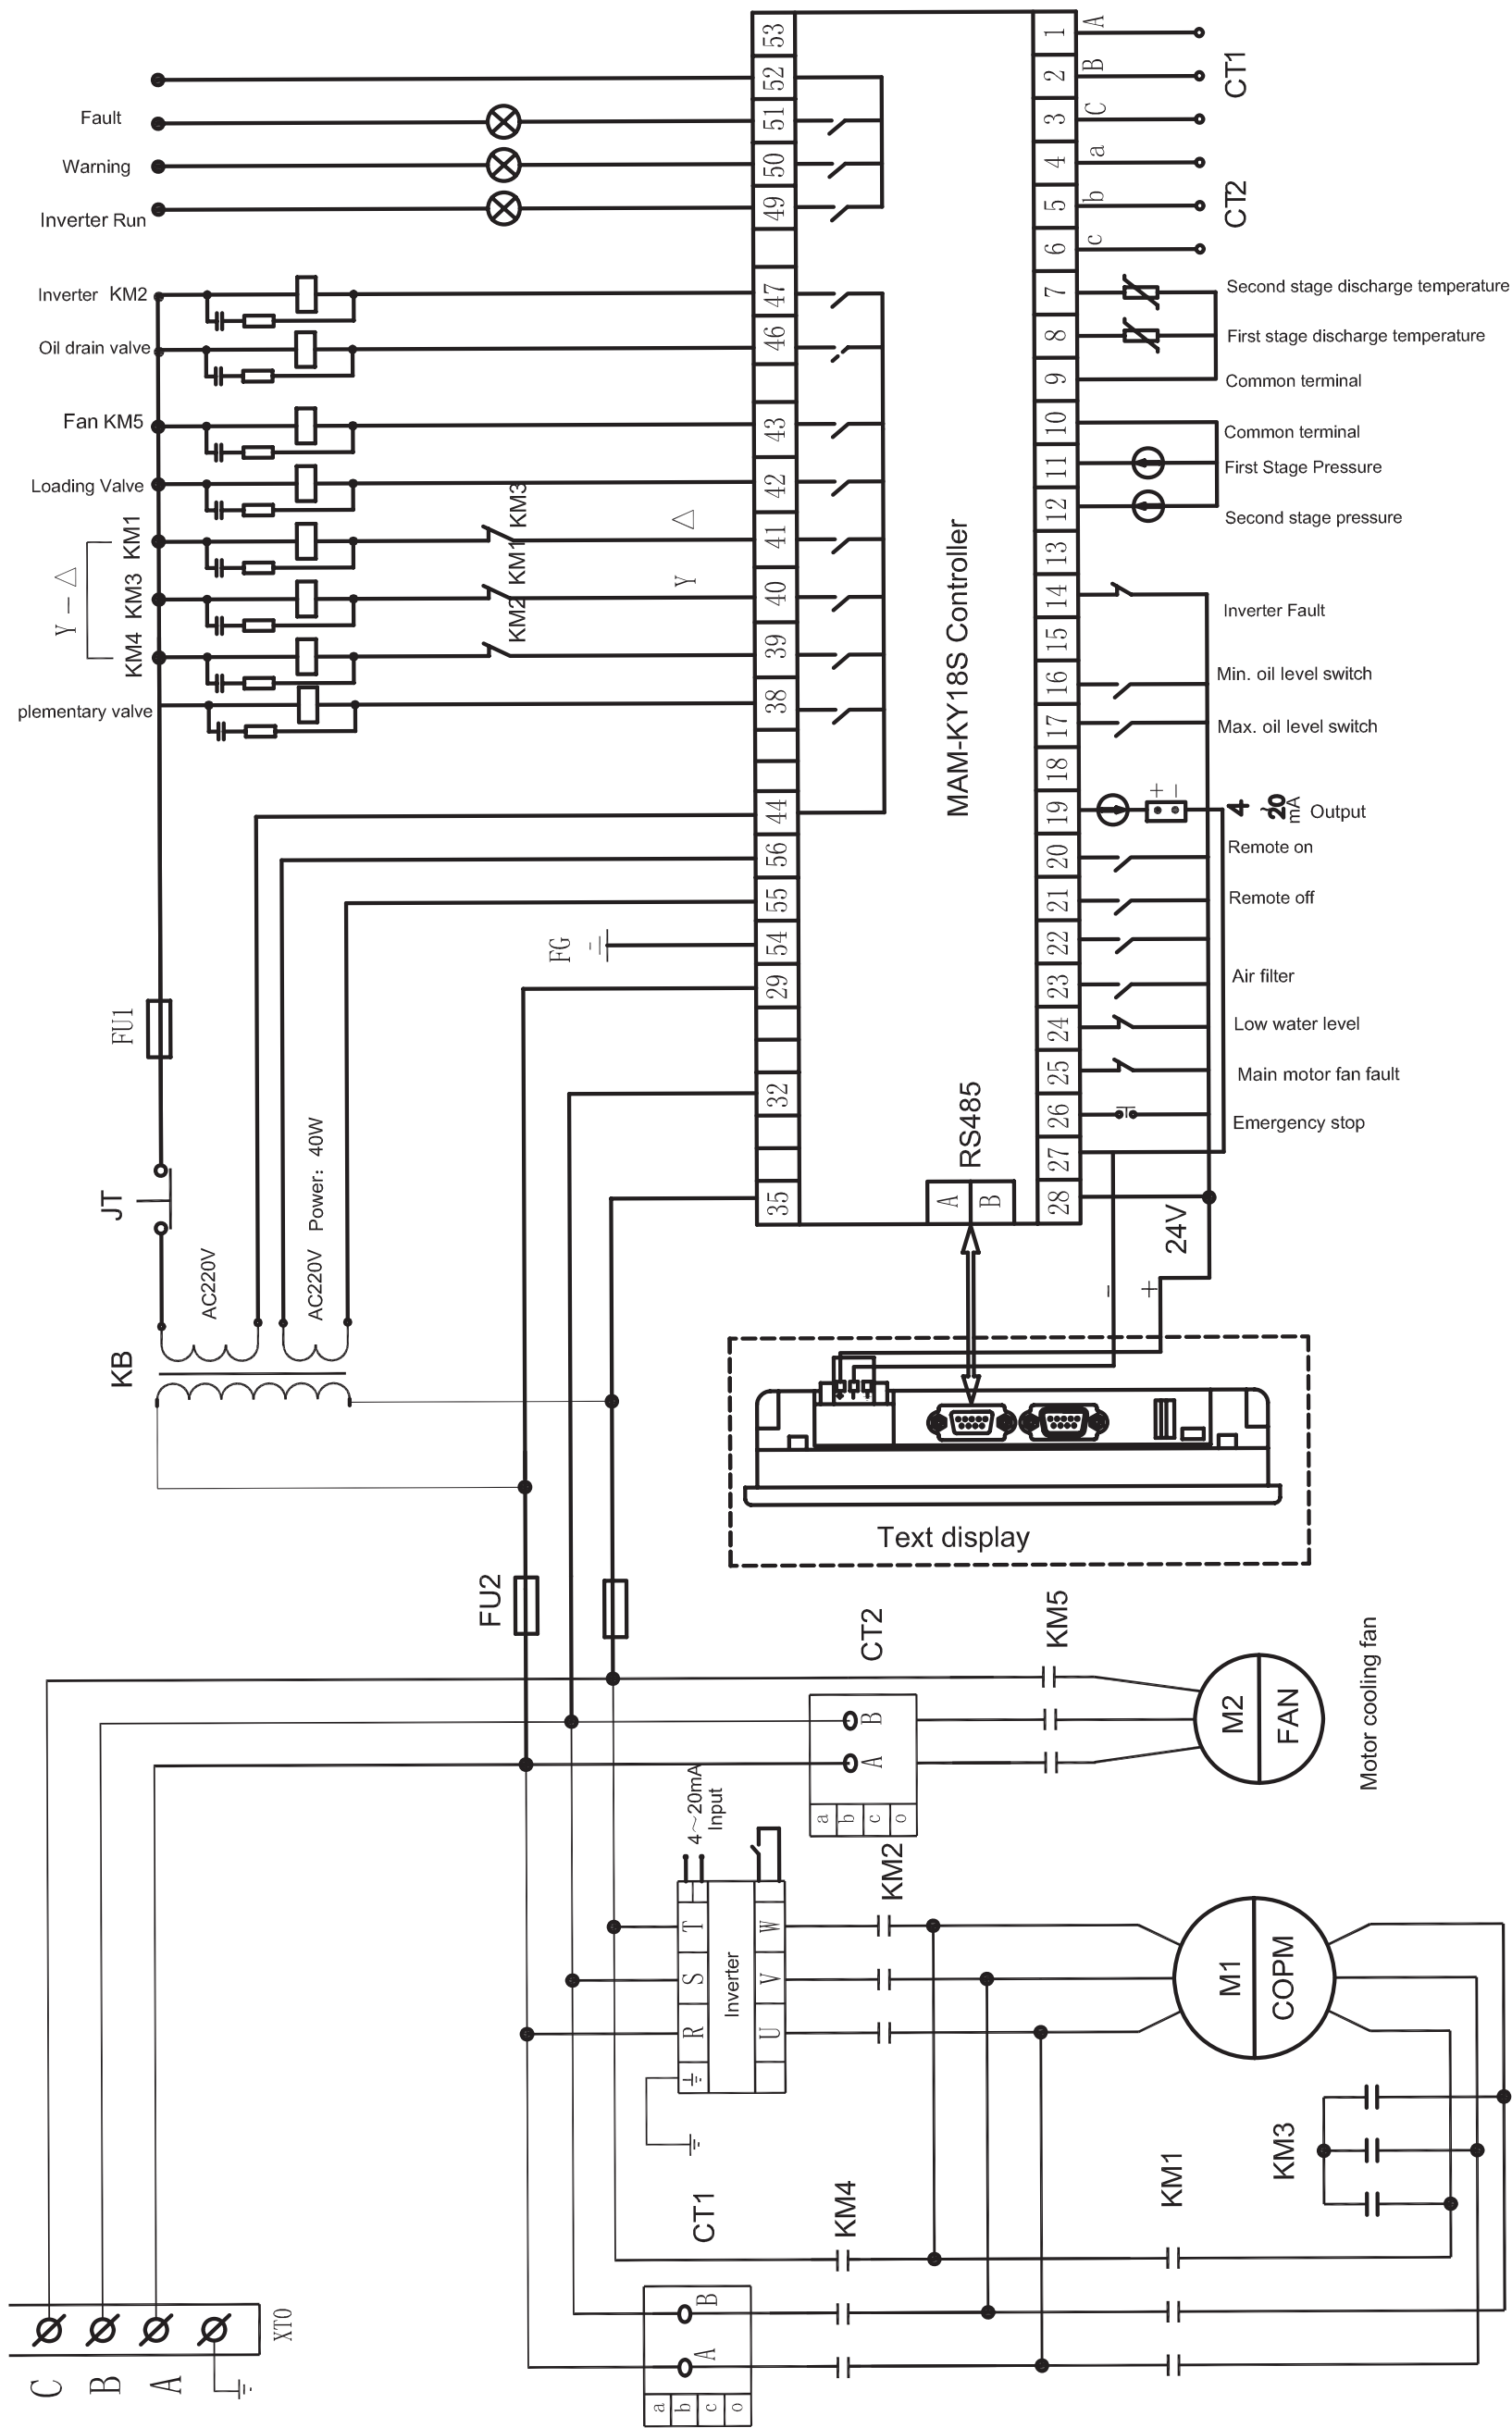 53
52
51
50
49
47
46
43
42
41
40
39
38
44
56
55
54
29
32
35
1
2
3
4
5
6
7
8
9
10
11
12
13
14
15
16
17
18
19
20
21
22
23
24
25
26
27
28
A
B
C
a
b
c
CT1
CT2
Fault
Warning
Inverter Run
Inverter KM2
Oil drain valve
Fan KM5
Loading Valve
KM1
KM3
KM4
Y － △
plementary valve
KM3
KM1
KM2
△
Y
MAM-KY18S Controller
Second stage discharge temperature
First stage discharge temperature
Common terminal
Common terminal
First Stage Pressure
Second stage pressure
Inverter Fault
Min. oil level switch
Max. oil level switch
+ −
4 ~20 mA Output
Remote on
Remote off
Air filter
Low water level
Main motor fan fault
Emergency stop
24V
- +
RS485
A
B
FG
FU1
JT
AC220V
AC220V Power: 40W
KB
Text display
FU2
CT2
KM5
B
A
a
b
c
o
M2
FAN
Motor cooling fan
4～20mA
Input
T
S
R
Inverter
W
V
U
KM2
M1
COPM
KM3
KM1
KM4
CT1
B
A
a
b
c
o
C
B
A
XT0